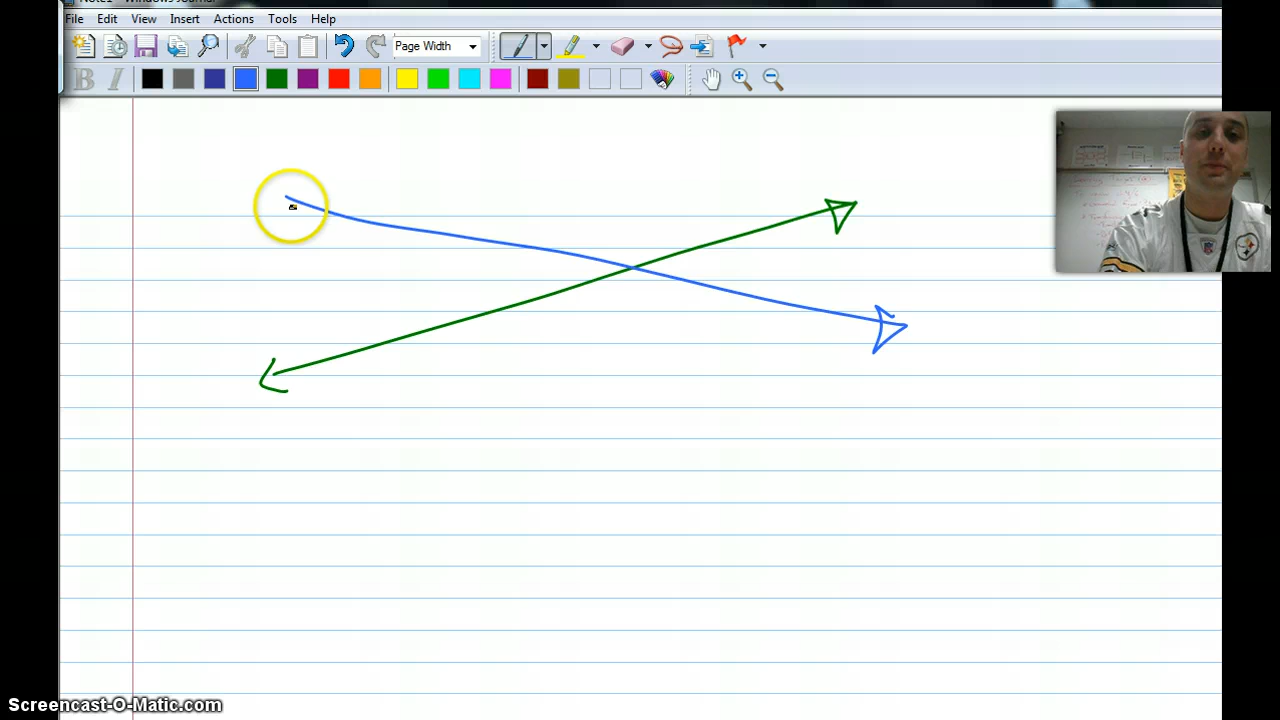 File Edit View Insert Actions Tools Help
Page Width
B I
Screencast-O-Matic.com